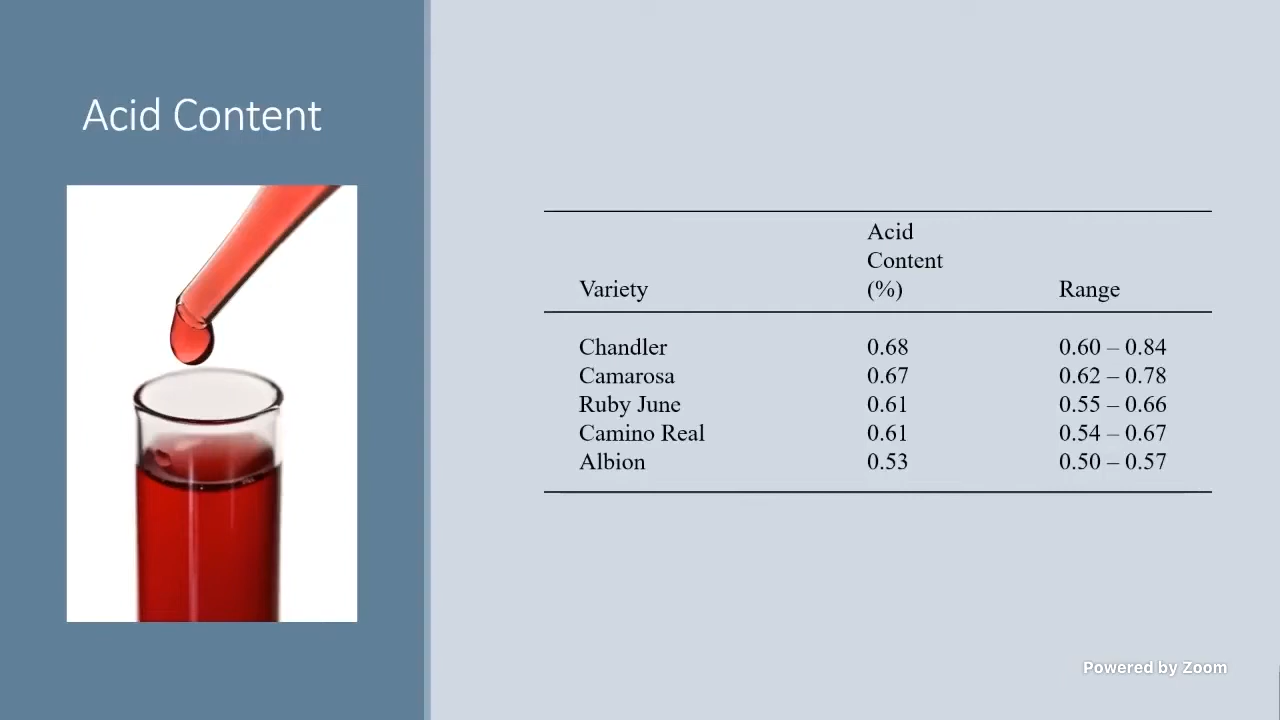 Acid Content
Acid
Content
Variety (%) Range
Chandler 0.68 0.60 – 0.84
Camarosa 0.67 0.62 – 0.78
Ruby June 0.61 0.55 – 0.66
Camino Real 0.61 0.54 – 0.67
Albion 0.53 0.50 – 0.57
Powered by Zoom